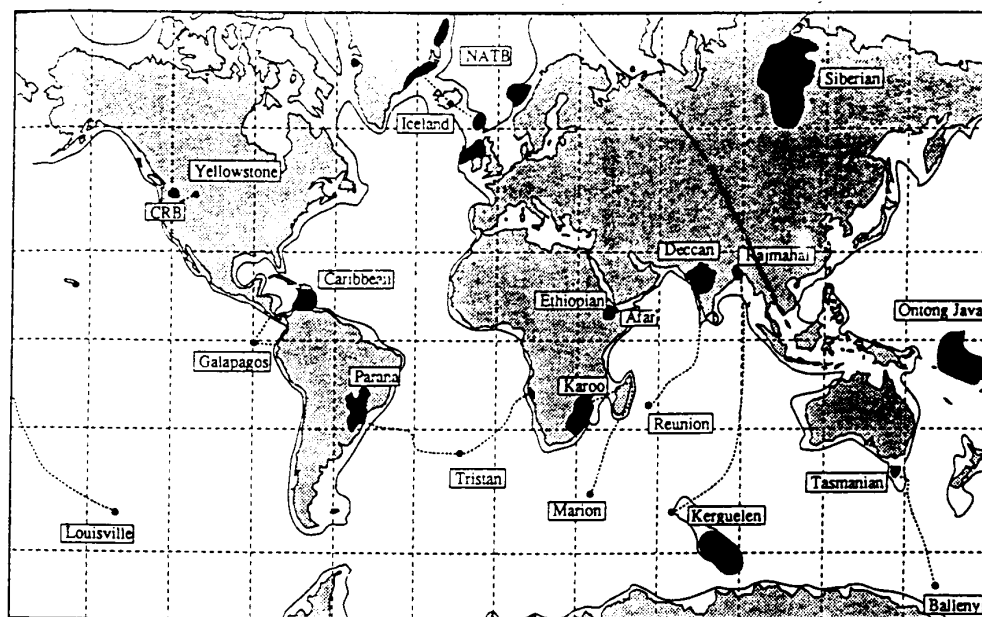 NATB
Siberian
Iceland
Yellowstone
CRB
Deccan
Rajmahal
Caribbean
Ethiopian
Afar
Ontong Java
Galapagos
Parana
Karoo
Reunion
Tristan
Marion
Tasmanian
Louisville
Kerguelen
Balleny